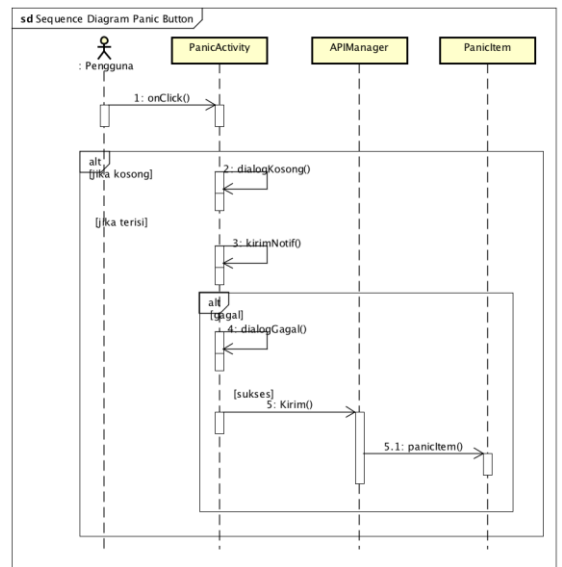 sd Sequence Diagram Panic Button
: Pengguna
PanicActivity
APIManager
PanicItem
1: onClick()
alt
[jika kosong]
2: dialogKosong()
[jika terisi]
3: kirimNotif()
alt
[gagal]
4: dialogGagal()
[sukses]
5: Kirim()
5.1: panicItem()